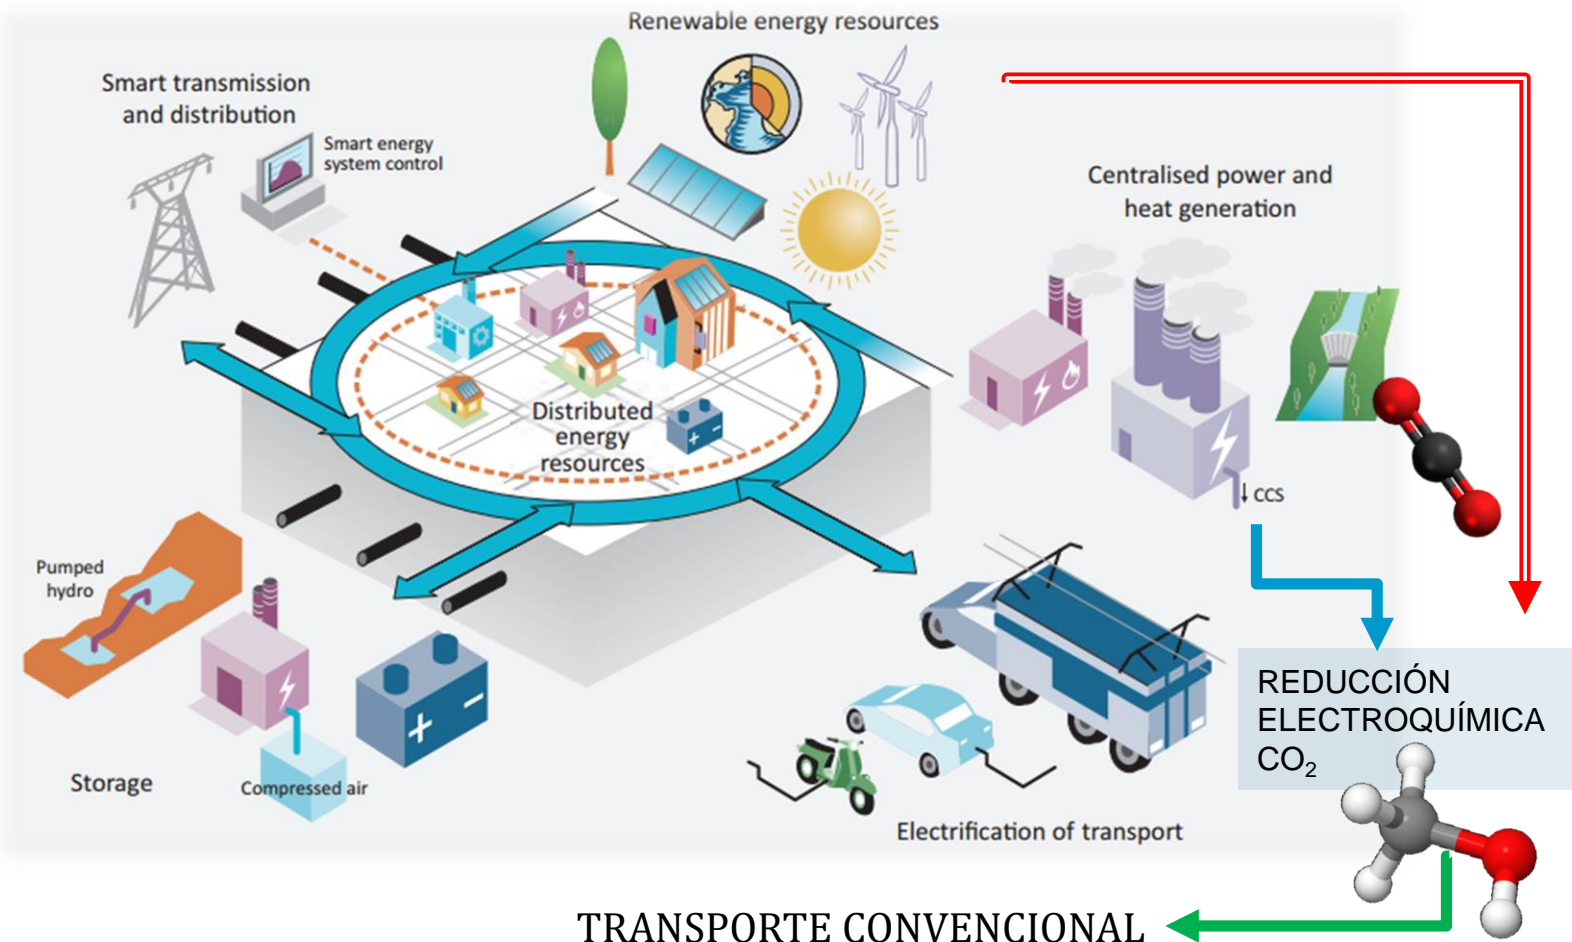 Renewable energy resources
Smart transmission
and distribution
Smart energy
system control
Centralised power and
heat generation
Distributed
energy
resources
+ -
CCS
Pumped
hydro
+ -
Storage
Compressed air
Electrification of transport
REDUCCIÓN
ELECTROQUÍMICA
CO₂
TRANSPORTE CONVENCIONAL